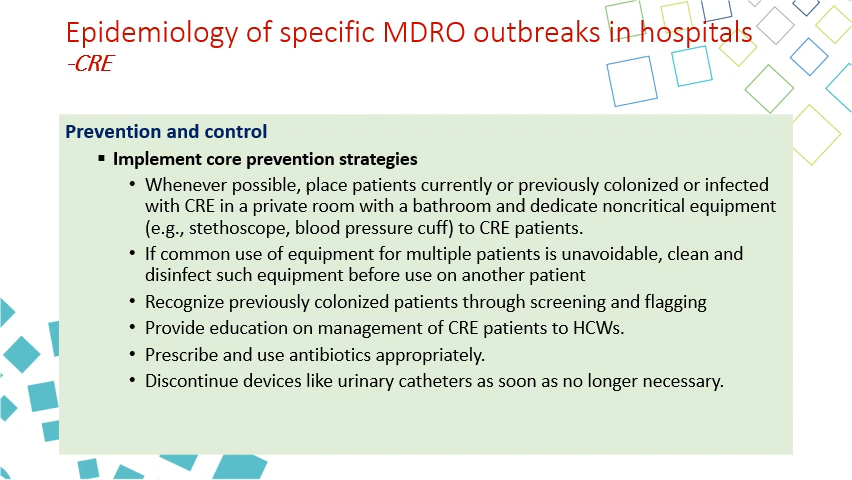 Epidemiology of specific MDRO outbreaks in hospitals
-CRE
Prevention and control
▪ Implement core prevention strategies
• Whenever possible, place patients currently or previously colonized or infected
with CRE in a private room with a bathroom and dedicate noncritical equipment
(e.g., stethoscope, blood pressure cuff) to CRE patients.
• If common use of equipment for multiple patients is unavoidable, clean and
disinfect such equipment before use on another patient
• Recognize previously colonized patients through screening and flagging
• Provide education on management of CRE patients to HCWs.
• Prescribe and use antibiotics appropriately.
• Discontinue devices like urinary catheters as soon as no longer necessary.